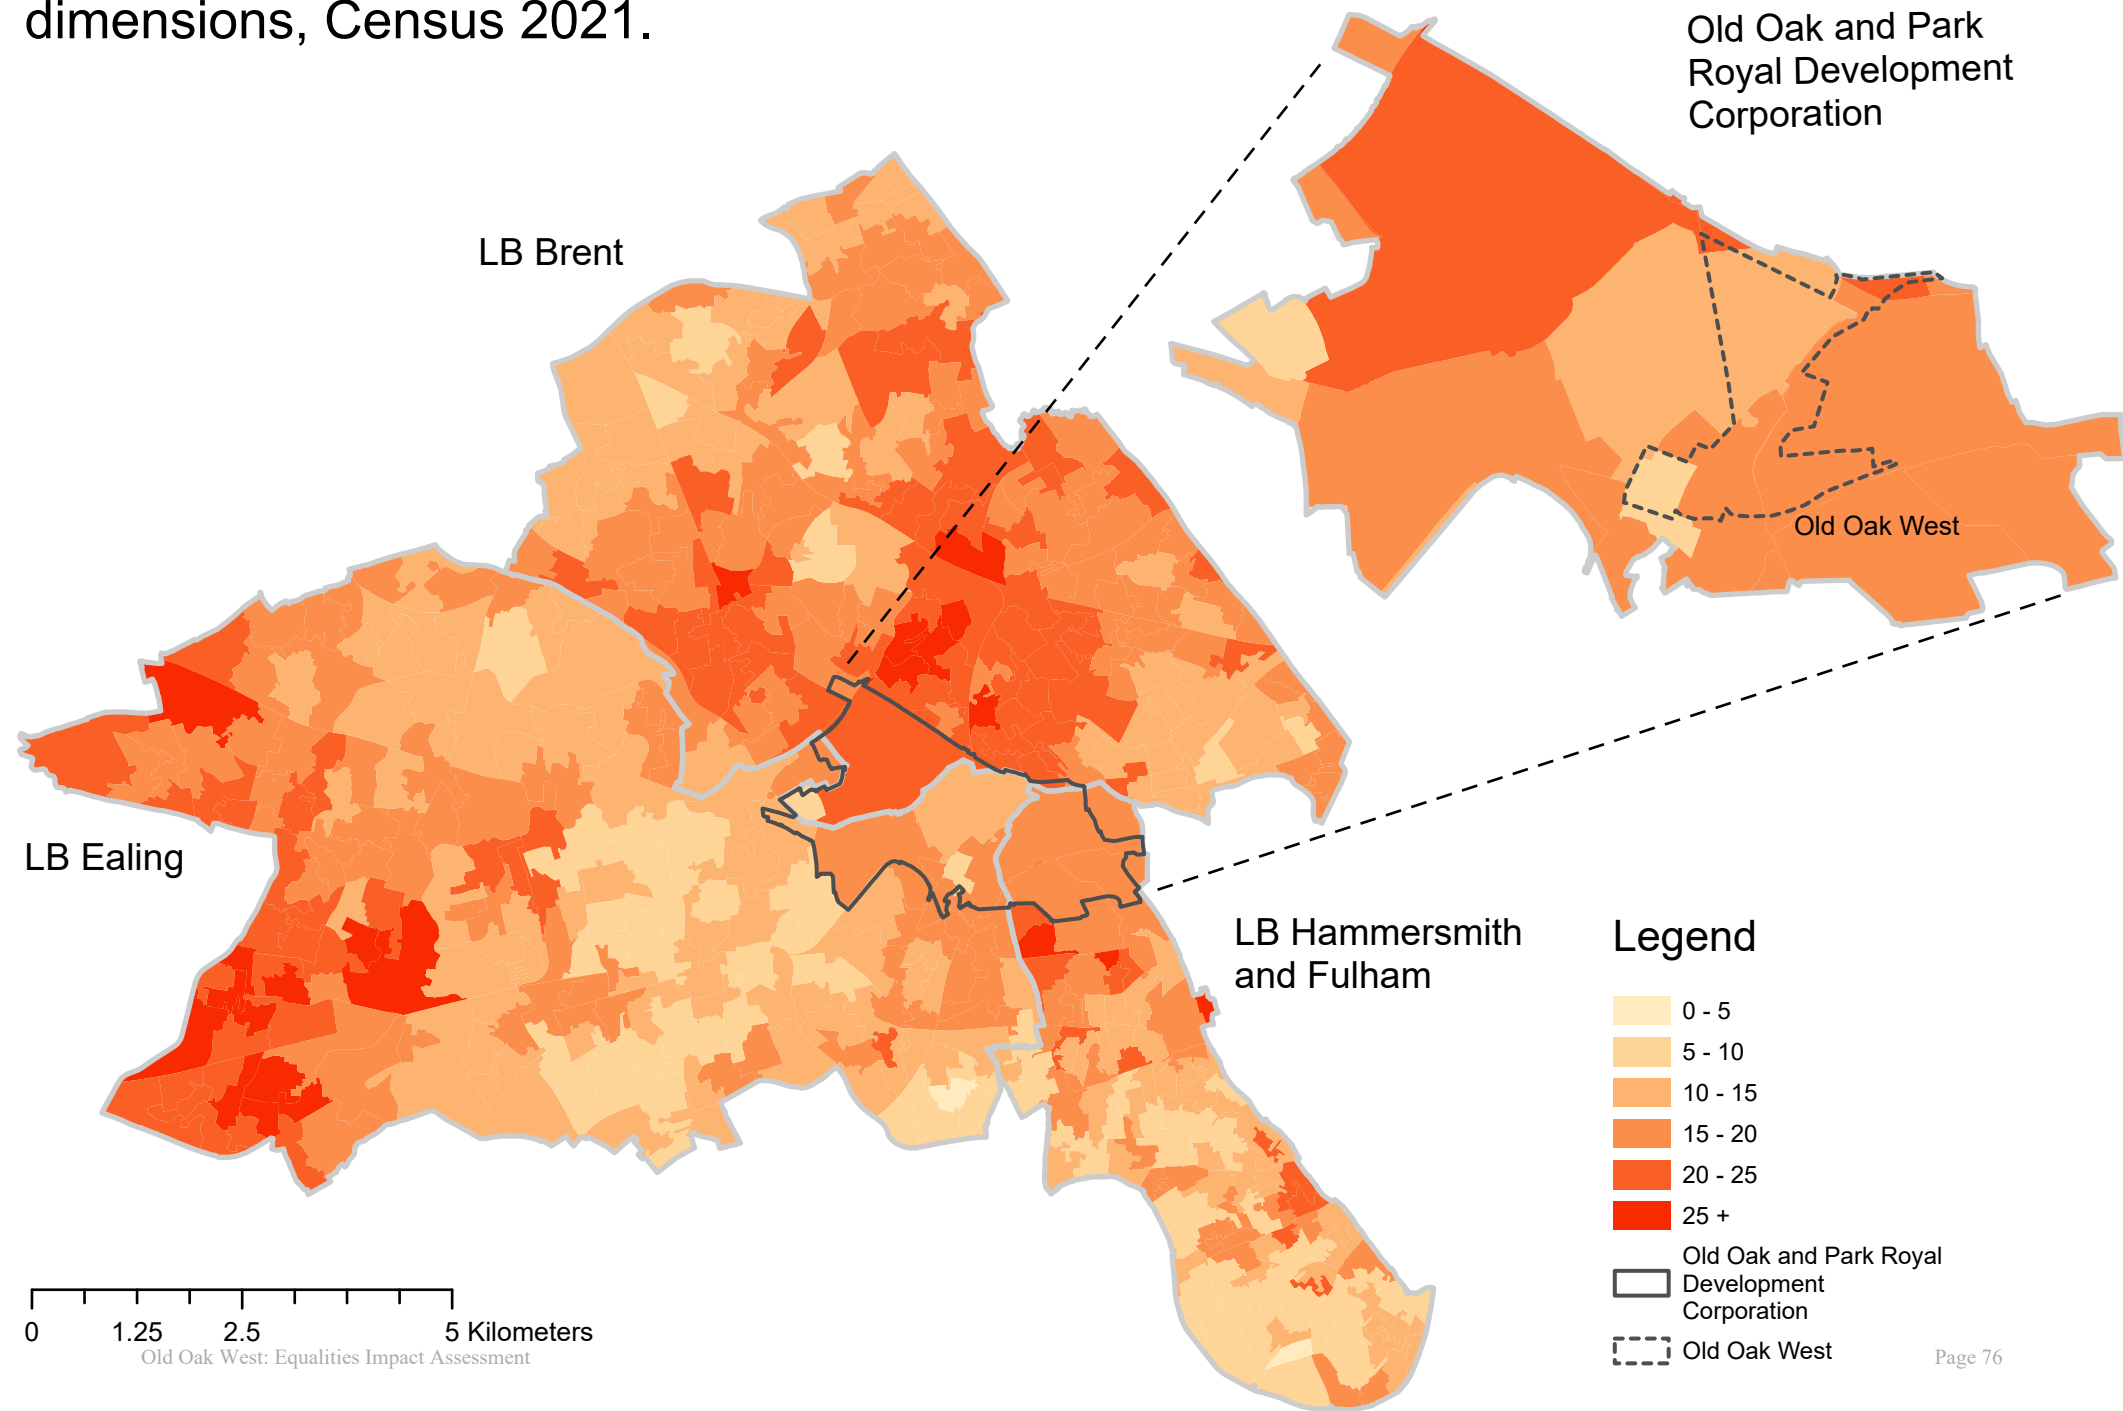 dimensions, Census 2021.
Old Oak and Park
Royal Development
Corporation
LB Brent
Old Oak West
LB Ealing
LB Hammersmith
and Fulham
Legend
0 - 5
5 - 10
10 - 15
15 - 20
20 - 25
25 +
Old Oak and Park Royal
Development
Corporation
Old Oak West
0 1.25 2.5 5 Kilometers
Old Oak West: Equalities Impact Assessment
Page 76